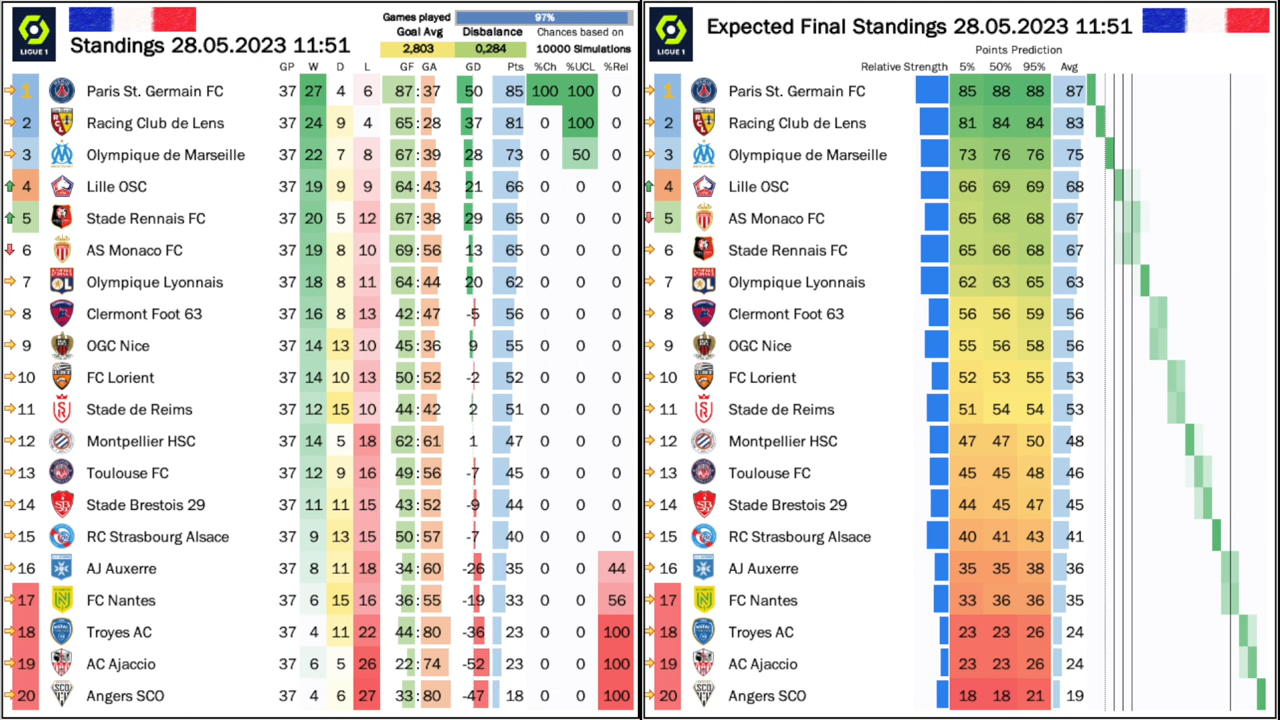 LIGUE 1
Standings 28.05.2023 11:51
Games played 97%
Goal Avg Disbalance Chances based on
2,803 0,284 10000 Simulations
GP W D L GF GA GD Pts %Ch %UCL %Rel
1 Paris St. Germain FC 37 27 4 6 87 : 37 50 85 100 100 0
2 Racing Club de Lens 37 24 9 4 65 : 28 37 81 0 100 0
3 Olympique de Marseille 37 22 7 8 67 : 39 28 73 0 50 0
4 Lille OSC 37 19 9 9 64 : 43 21 66 0 0 0
5 Stade Rennais FC 37 20 5 12 67 : 38 29 65 0 0 0
6 AS Monaco FC 37 19 8 10 69 : 56 13 65 0 0 0
7 Olympique Lyonnais 37 18 8 11 64 : 44 20 62 0 0 0
8 Clermont Foot 63 37 16 8 13 42 : 47 -5 56 0 0 0
9 OGC Nice 37 14 13 10 45 : 36 9 55 0 0 0
10 FC Lorient 37 14 10 13 50 : 52 -2 52 0 0 0
11 Stade de Reims 37 12 15 10 44 : 42 2 51 0 0 0
12 Montpellier HSC 37 14 5 18 62 : 61 1 47 0 0 0
13 Toulouse FC 37 12 9 16 49 : 56 -7 45 0 0 0
14 Stade Brestois 29 37 11 11 15 43 : 52 -9 44 0 0 0
15 RC Strasbourg Alsace 37 9 13 15 50 : 57 -7 40 0 0 0
16 AJ Auxerre 37 8 11 18 34 : 60 -26 35 0 0 44
17 FC Nantes 37 6 15 16 36 : 55 -19 33 0 0 56
18 Troyes AC 37 4 11 22 44 : 80 -36 23 0 0 100
19 AC Ajaccio 37 6 5 26 22 : 74 -52 23 0 0 100
20 Angers SCO 37 4 6 27 33 : 80 -47 18 0 0 100
LIGUE 1
Expected Final Standings 28.05.2023 11:51
Points Prediction
Relative Strength 5% 50% 95% Avg
1 Paris St. Germain FC 85 88 88 87
2 Racing Club de Lens 81 84 84 83
3 Olympique de Marseille 73 76 76 75
4 Lille OSC 66 69 69 68
5 AS Monaco FC 65 68 68 67
6 Stade Rennais FC 65 66 68 67
7 Olympique Lyonnais 62 63 65 63
8 Clermont Foot 63 56 56 59 56
9 OGC Nice 55 56 58 56
10 FC Lorient 52 53 55 53
11 Stade de Reims 51 54 54 53
12 Montpellier HSC 47 47 50 48
13 Toulouse FC 45 45 48 46
14 Stade Brestois 29 44 45 47 45
15 RC Strasbourg Alsace 40 41 43 41
16 AJ Auxerre 35 35 38 36
17 FC Nantes 33 36 36 35
18 Troyes AC 23 23 26 24
19 AC Ajaccio 23 23 26 24
20 Angers SCO 18 18 21 19